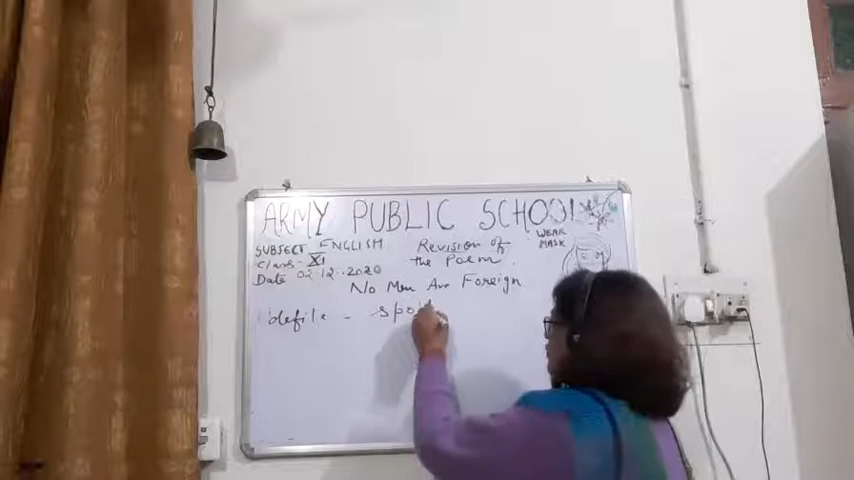 ARMY PUBLIC SCHOOL
SUBJECT ENGLISH
Class - XI
Date 02.12.2020
Revision of
the Poem
WEAR
MASK
No Men Are Foreign
defile - spoi